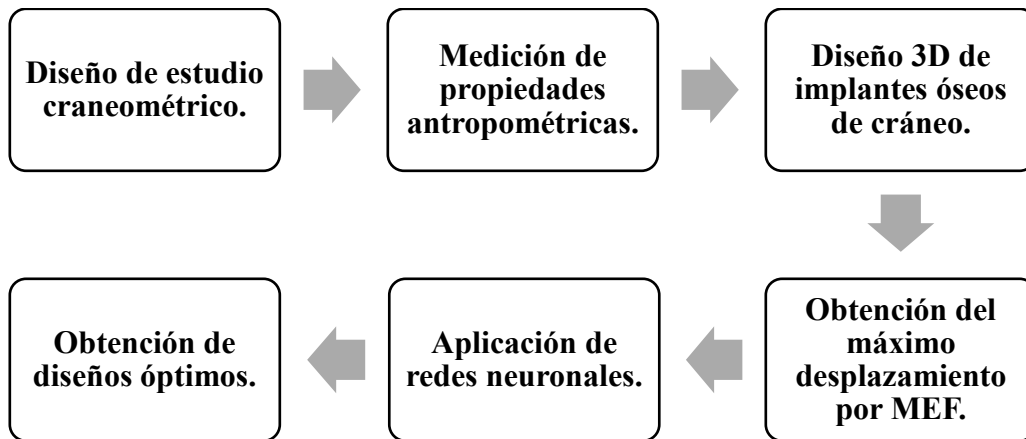 Diseño de estudio
craneométrico.
Medición de
propiedades
antropométricas.
Diseño 3D de
implantes óseos
de cráneo.
Obtención del
máximo
desplazamiento
por MEF.
Aplicación de
redes neuronales.
Obtención de
diseños óptimos.